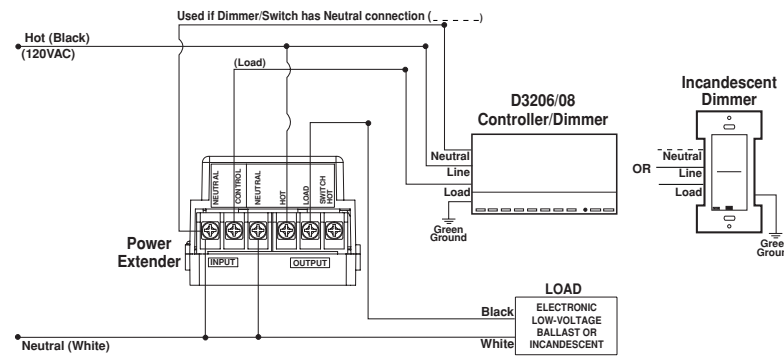 Used if Dimmer/Switch has Neutral connection (_ _ _ _ _)
Hot (Black)
(120VAC)
(Load)
D3206/08
Controller/Dimmer
Incandescent
Dimmer
Neutral
Line
Load
Green
Ground
OR
Neutral
Line
Load
Green
Ground
NEUTRAL
CONTROL
NEUTRAL
HOT
LOAD
SWITCH
HOT
Power
Extender
INPUT
OUTPUT
LOAD
Black
White
ELECTRONIC
LOW-VOLTAGE
BALLAST OR
INCANDESCENT
Neutral (White)